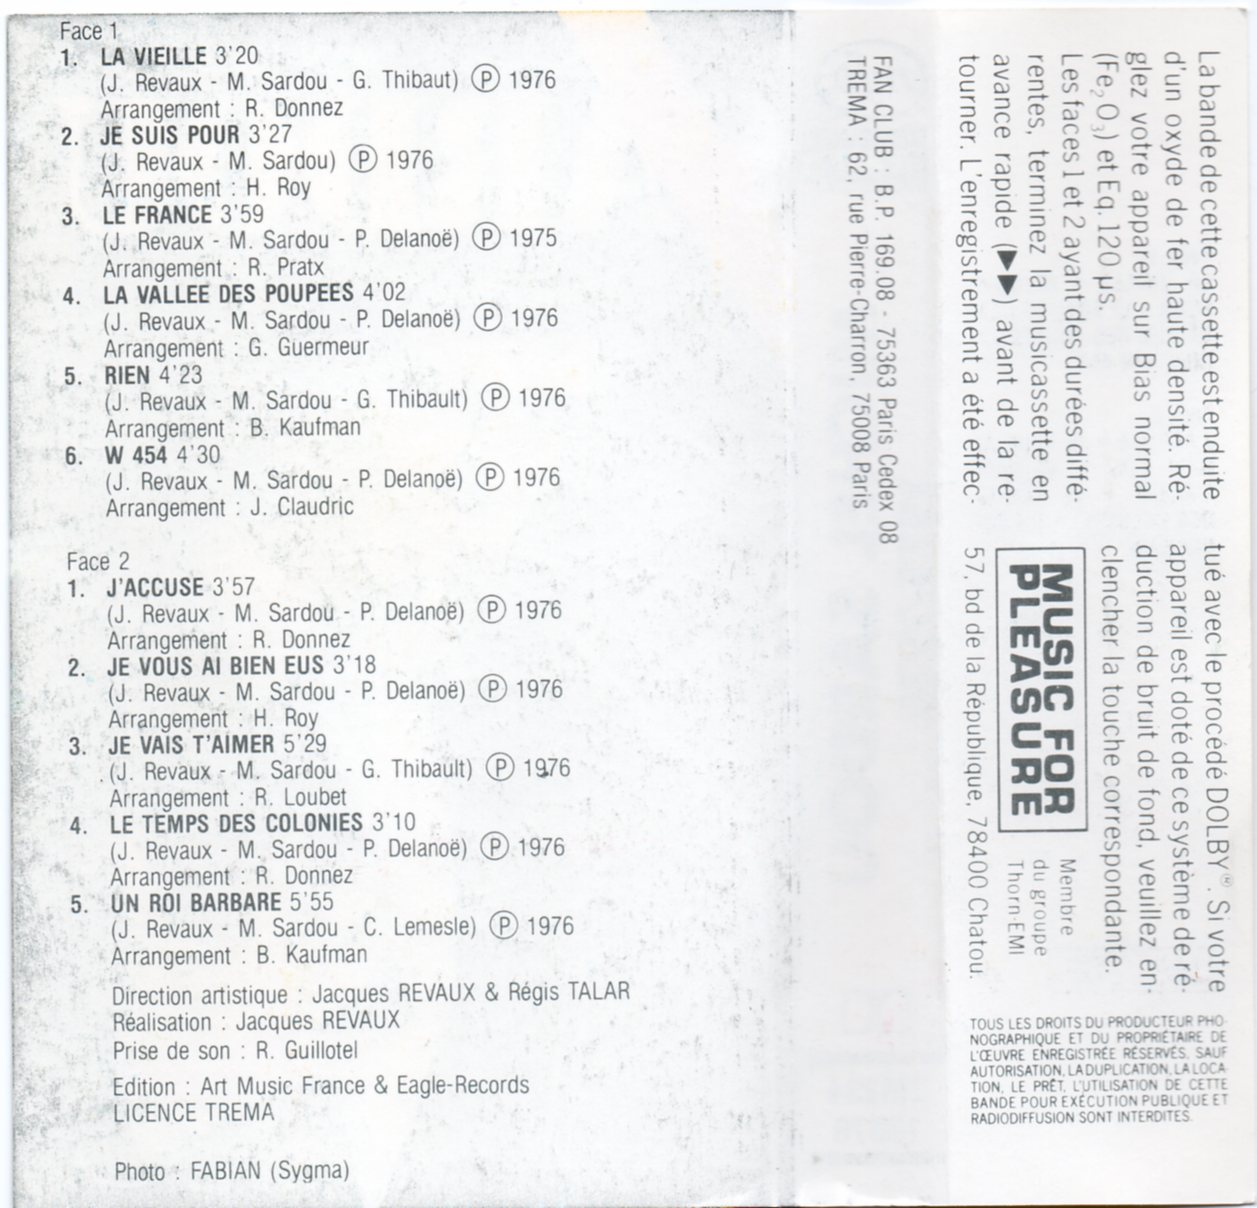 Face 1
1. LA VIEILLE 3'20
(J. Revaux - M. Sardou - G. Thibaut) Ⓟ 1976
Arrangement : R. Donnez
2. JE SUIS POUR 3'27
(J. Revaux - M. Sardou) Ⓟ 1976
Arrangement : H. Roy
3. LE FRANCE 3'59
(J. Revaux - M. Sardou - P. Delanoë) Ⓟ 1975
Arrangement : R. Pratx
4. LA VALLEE DES POUPEES 4'02
(J. Revaux - M. Sardou - P. Delanoë) Ⓟ 1976
Arrangement : G. Guermeur
5. RIEN 4'23
(J. Revaux - M. Sardou - G. Thibault) Ⓟ 1976
Arrangement : B. Kaufman
6. W 454 4'30
(J. Revaux - M. Sardou - P. Delanoë) Ⓟ 1976
Arrangement : J. Claudric
Face 2
1. J'ACCUSE 3'57
(J. Revaux - M. Sardou - P. Delanoë) Ⓟ 1976
Arrangement : R. Donnez
2. JE VOUS AI BIEN EUS 3'18
(J. Revaux - M. Sardou - P. Delanoë) Ⓟ 1976
Arrangement : H. Roy
3. JE VAIS T'AIMER 5'29
(J. Revaux - M. Sardou - G. Thibault) Ⓟ 1976
Arrangement : R. Loubet
4. LE TEMPS DES COLONIES 3'10
(J. Revaux - M. Sardou - P. Delanoë) Ⓟ 1976
Arrangement : R. Donnez
5. UN ROI BARBARE 5'55
(J. Revaux - M. Sardou - C. Lemesle) Ⓟ 1976
Arrangement : B. Kaufman
Direction artistique : Jacques REVAUX & Régis TALAR
Réalisation : Jacques REVAUX
Prise de son : R. Guillotel
Edition : Art Music France & Eagle-Records
LICENCE TREMA
Photo : FABIAN (Sygma)
FAN CLUB : B.P. 169.08 - 75363 Paris Cedex 08
TREMA : 62, rue Pierre-Charron, 75008 Paris
La bande de cette cassette est enduite
d'un oxyde de fer haute densité. Ré-
glez votre appareil sur Bias normal
(Fe₂O₃) et Eq. 120 µs.
Les faces 1 et 2 ayant des durées diffé-
rentes, terminez la musicassette en
avance rapide (▶▶) avant de la re-
tourner. L'enregistrement a été effec-
tué avec le procédé DOLBY®. Si votre
appareil est doté de ce système de ré-
duction de bruit de fond, veuillez en-
clencher la touche correspondante.
MUSIC FOR
PLEASURE
Membre
du groupe
Thorn-EMI
57, bd de la République, 78400 Chatou.
TOUS LES DROITS DU PRODUCTEUR PHO-
NOGRAPHIQUE ET DU PROPRIÉTAIRE DE
L'ŒUVRE ENREGISTRÉE RÉSERVÉS. SAUF
AUTORISATION, LA DUPLICATION, LA LOCA-
TION, LE PRÊT, L'UTILISATION DE CETTE
BANDE POUR EXÉCUTION PUBLIQUE ET
RADIODIFFUSION SONT INTERDITES.